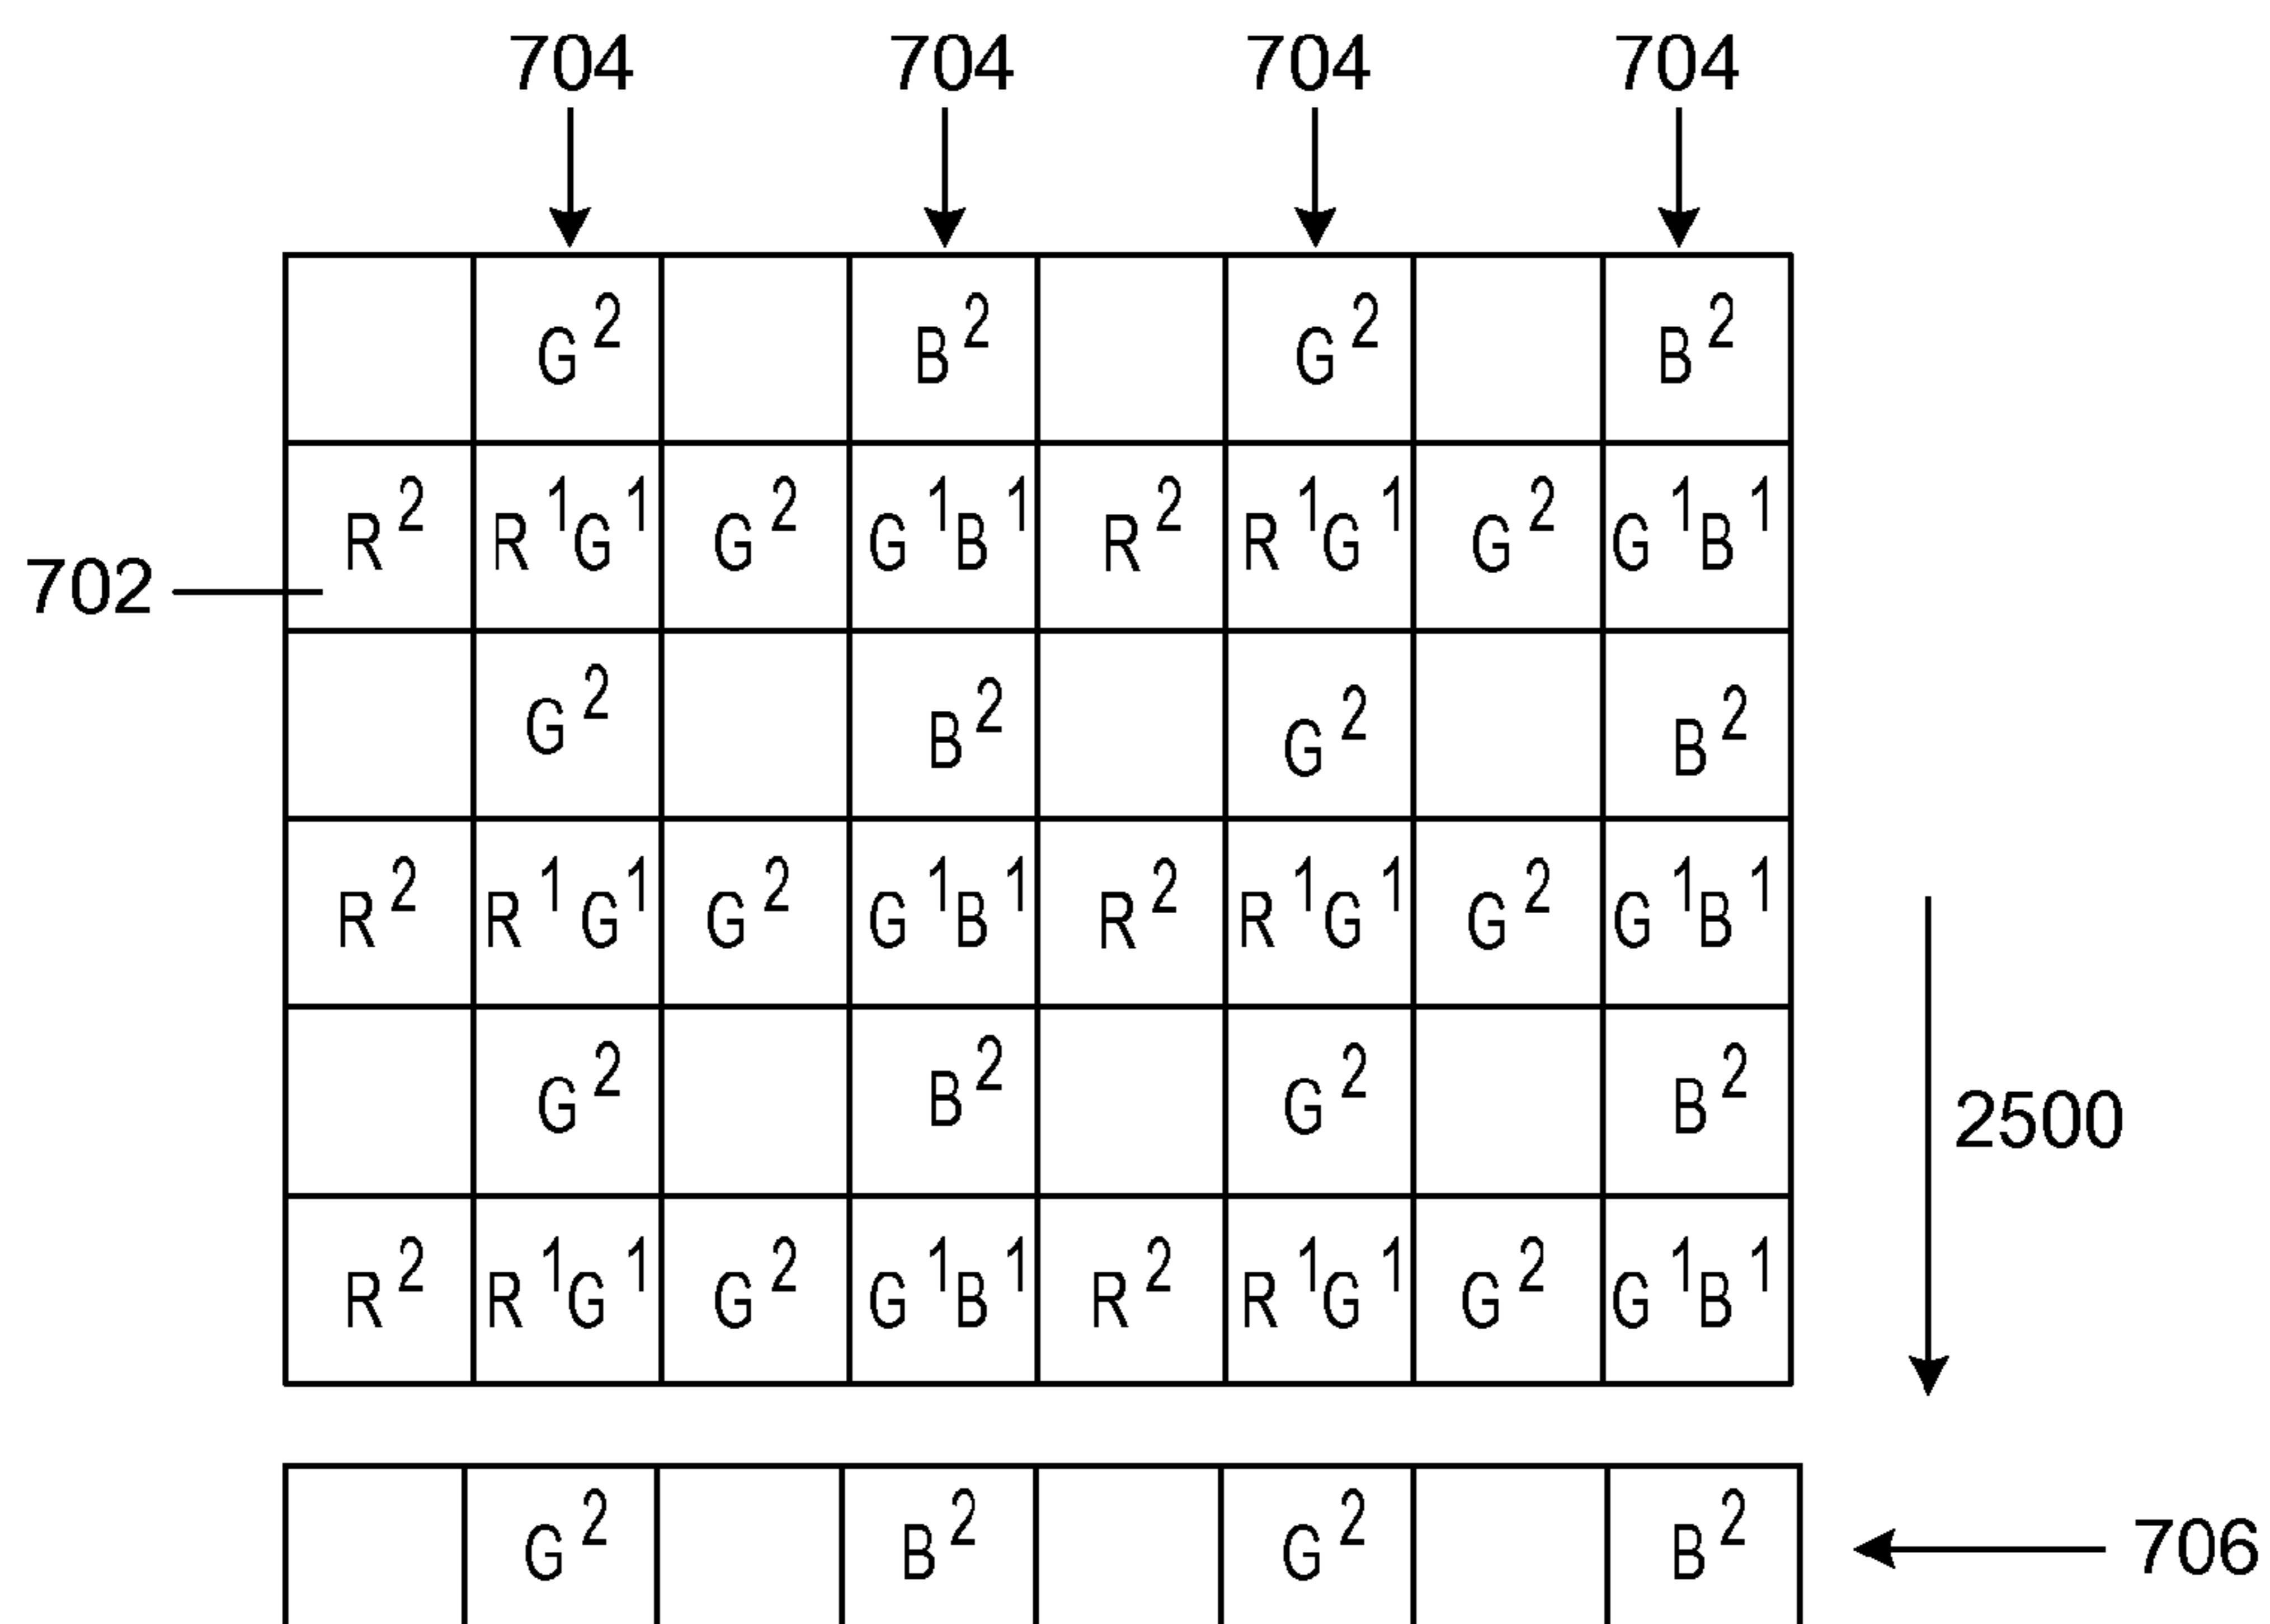 704 704 704 704
G² B² G² B²
R² R¹G¹ G² G¹B¹ R² R¹G¹ G² G¹B¹
702
G² B² G² B²
R² R¹G¹ G² G¹B¹ R² R¹G¹ G² G¹B¹
G² B² G² B²
2500
R² R¹G¹ G² G¹B¹ R² R¹G¹ G² G¹B¹
G² B² G² B² 706